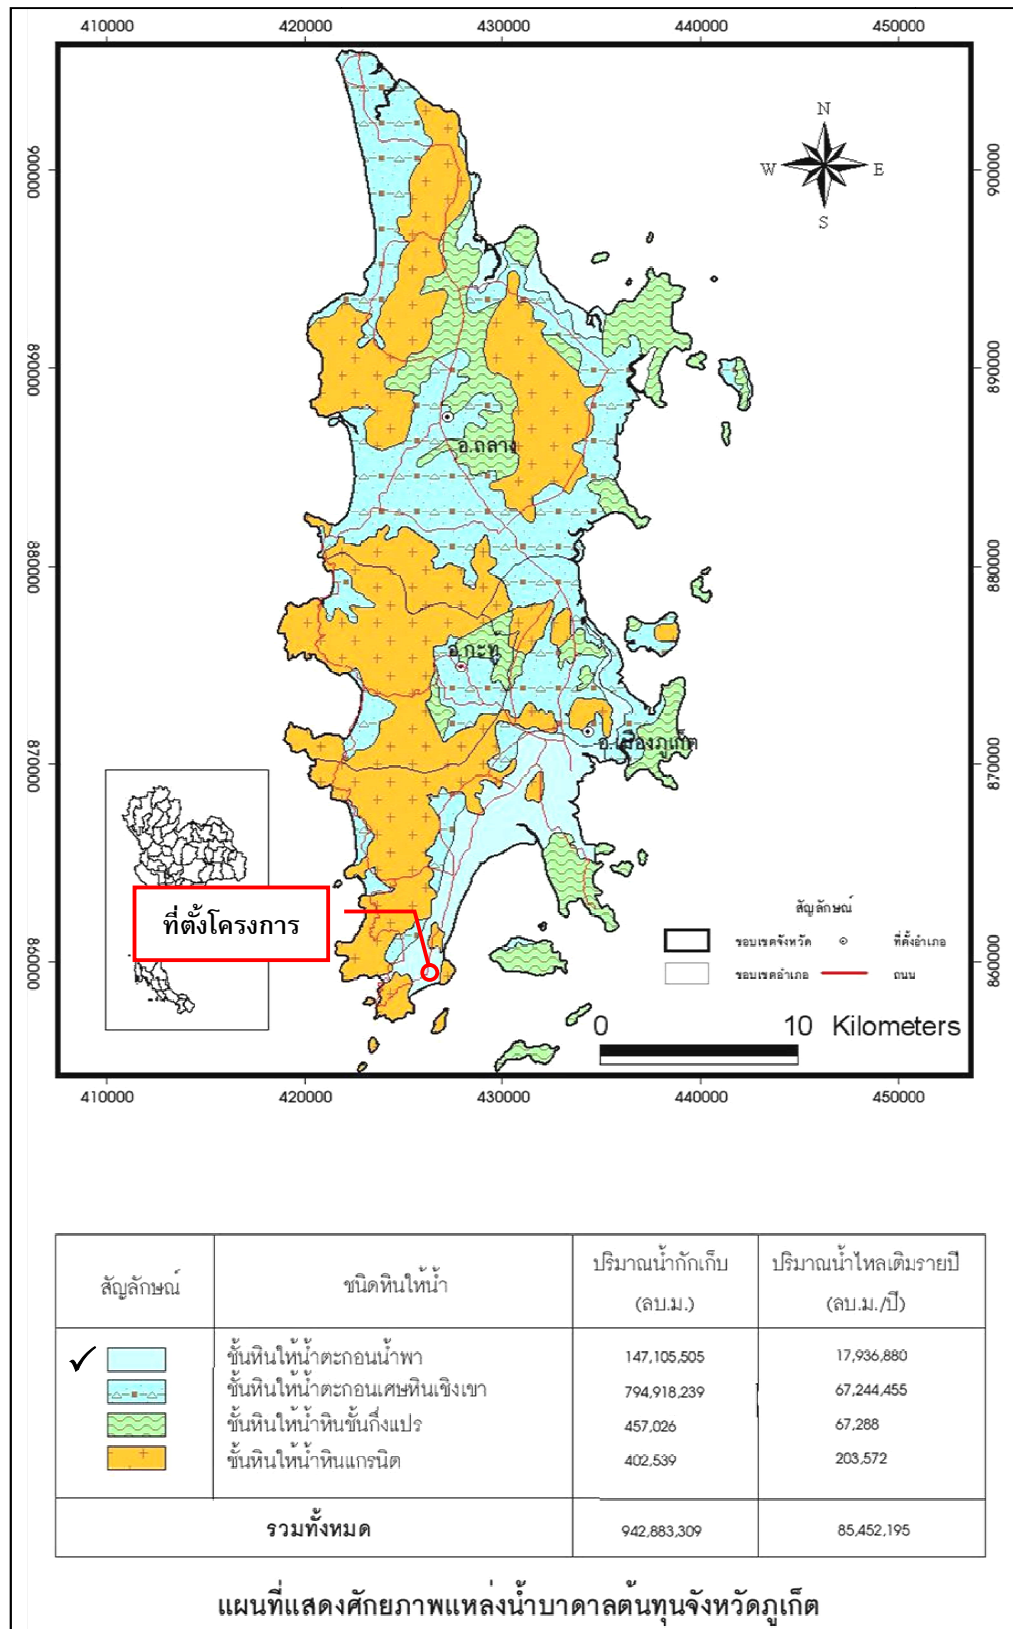 410000 420000 430000 440000 450000
N
W E
S
900000 900000
890000 890000
อ.ถลาง
880000 880000
อ.กะทู้
อ.เมืองภูเก็ต
870000 870000
ที่ตั้งโครงการ
สัญลักษณ์
ขอบเขตจังหวัด ที่ตั้งอำเภอ
ขอบเขตอำเภอ ถนน
860000 860000
0 10 Kilometers
410000 420000 430000 440000 450000
สัญลักษณ์ ชนิดหินให้น้ำ ปริมาณน้ำกักเก็บ ปริมาณน้ำไหลเติมรายปี
(ลบ.ม.) (ลบ.ม./ปี)
✓ ชั้นหินให้น้ำตะกอนน้ำพา 147,105,505 17,936,880
ชั้นหินให้น้ำตะกอนเศษหินเชิงเขา 794,918,239 67,244,455
ชั้นหินให้น้ำหินชั้นกึ่งแปร 457,026 67,288
ชั้นหินให้น้ำหินแกรนิต 402,539 203,572
รวมทั้งหมด 942,883,309 85,452,195
แผนที่แสดงศักยภาพแหล่งน้ำบาดาลต้นทุนจังหวัดภูเก็ต